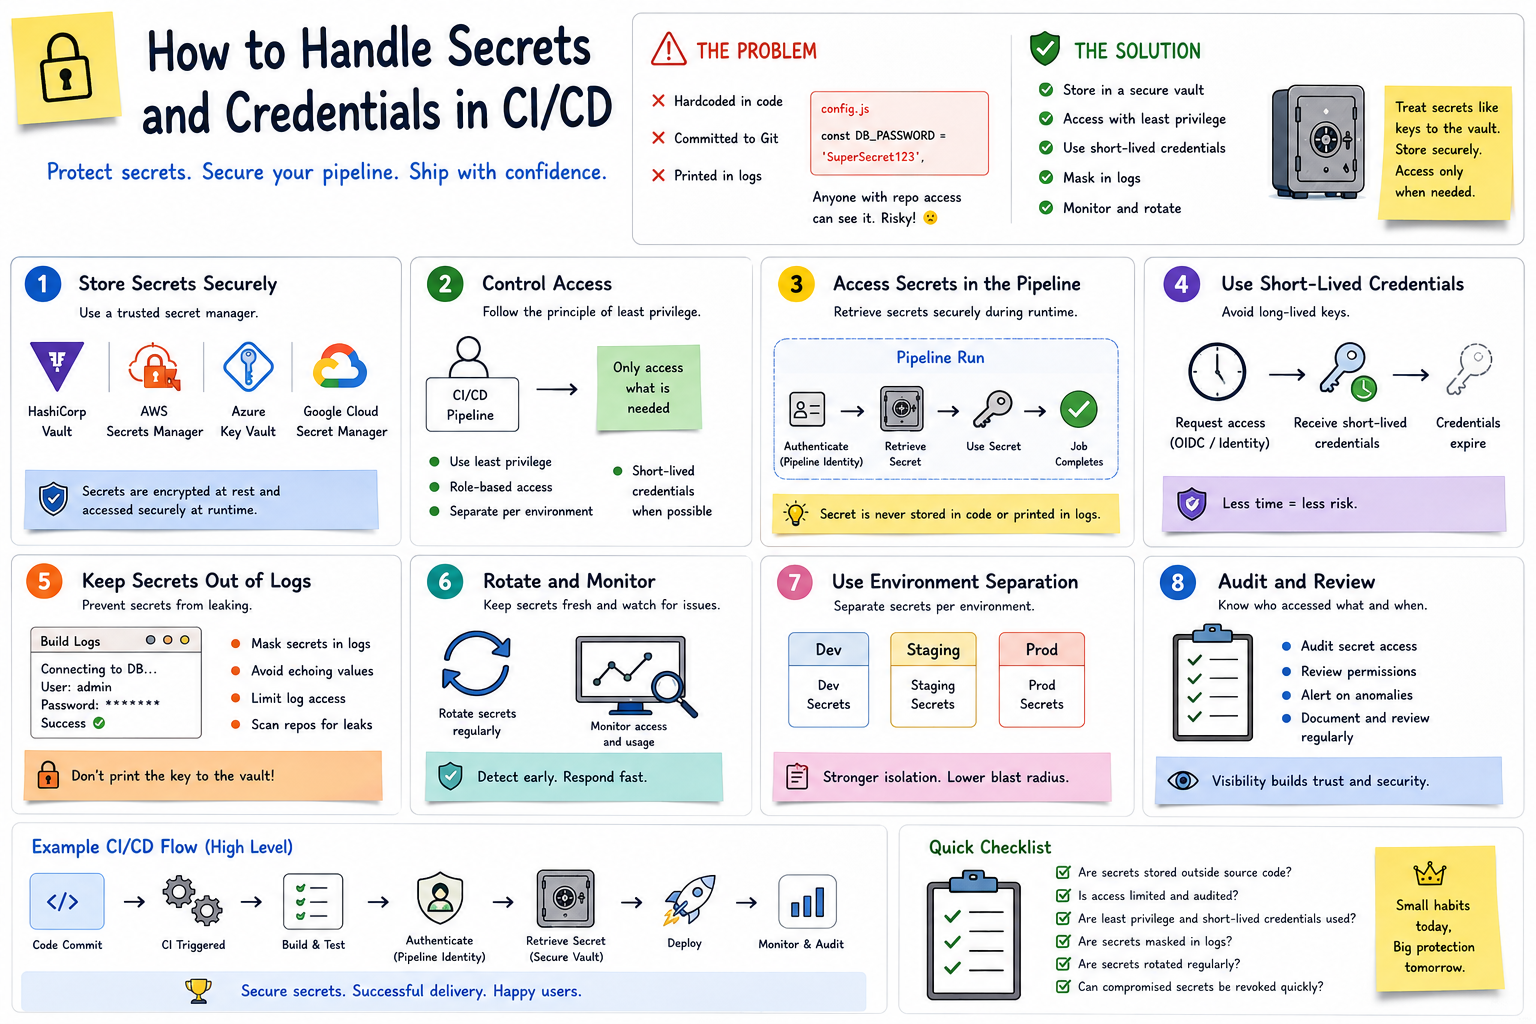 How to Handle Secrets
and Credentials in CI/CD
Protect secrets. Secure your pipeline. Ship with confidence.
THE PROBLEM
Hardcoded in code
Committed to Git
Printed in logs
config.js
const DB_PASSWORD =
'SuperSecret123',
Anyone with repo access
can see it. Risky!
THE SOLUTION
Store in a secure vault
Access with least privilege
Use short-lived credentials
Mask in logs
Monitor and rotate
Treat secrets like
keys to the vault.
Store securely.
Access only
when needed.
1
Store Secrets Securely
Use a trusted secret manager.
HashiCorp
Vault
AWS
Secrets Manager
Azure
Key Vault
Google Cloud
Secret Manager
Secrets are encrypted at rest and
accessed securely at runtime.
2
Control Access
Follow the principle of least privilege.
CI/CD
Pipeline
Only access
what is
needed
Use least privilege
Role-based access
Separate per environment
Short-lived
credentials
when possible
3
Access Secrets in the Pipeline
Retrieve secrets securely during runtime.
Pipeline Run
Authenticate
(Pipeline Identity)
Retrieve
Secret
Use Secret
Job
Completes
Secret is never stored in code or printed in logs.
4
Use Short-Lived Credentials
Avoid long-lived keys.
Request access
(OIDC / Identity)
Receive short-lived
credentials
Credentials
expire
Less time = less risk.
5
Keep Secrets Out of Logs
Prevent secrets from leaking.
Build Logs
Connecting to DB...
User: admin
Password: *******
Success
Mask secrets in logs
Avoid echoing values
Limit log access
Scan repos for leaks
Don't print the key to the vault!
6
Rotate and Monitor
Keep secrets fresh and watch for issues.
Rotate secrets
regularly
Monitor access
and usage
Detect early. Respond fast.
7
Use Environment Separation
Separate secrets per environment.
Dev
Dev
Secrets
Staging
Staging
Secrets
Prod
Prod
Secrets
Stronger isolation. Lower blast radius.
8
Audit and Review
Know who accessed what and when.
Audit secret access
Review permissions
Alert on anomalies
Document and review
regularly
Visibility builds trust and security.
Example CI/CD Flow (High Level)
</>
Code Commit
CI Triggered
Build & Test
Authenticate
(Pipeline Identity)
Retrieve Secret
(Secure Vault)
Deploy
Monitor & Audit
Secure secrets. Successful delivery. Happy users.
Quick Checklist
Are secrets stored outside source code?
Is access limited and audited?
Are least privilege and short-lived credentials used?
Are secrets masked in logs?
Are secrets rotated regularly?
Can compromised secrets be revoked quickly?
Small habits
today,
Big protection
tomorrow.